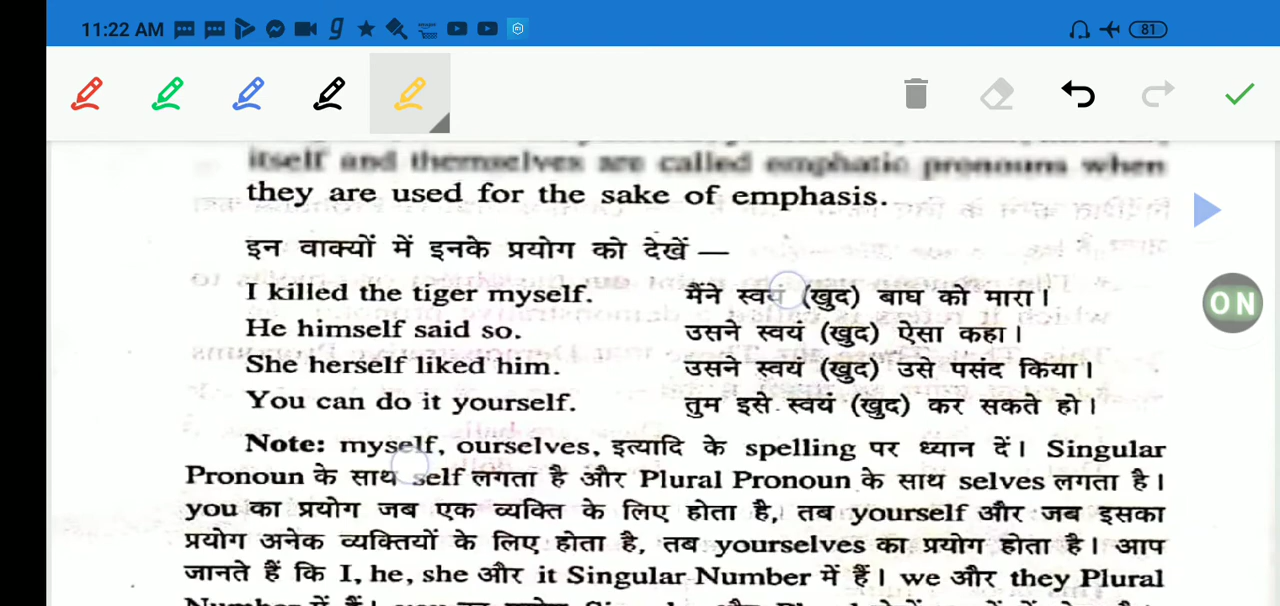 11:22 AM
81
itself and themselves are called emphatic pronouns when
they are used for the sake of emphasis.
इन वाक्यों में इनके प्रयोग को देखें —
I killed the tiger myself. मैंने स्वयं (खुद) बाघ को मारा।
He himself said so. उसने स्वयं (खुद) ऐसा कहा।
She herself liked him. उसने स्वयं (खुद) उसे पसंद किया।
You can do it yourself. तुम इसे स्वयं (खुद) कर सकते हो।
ON
Note: myself, ourselves, इत्यादि के spelling पर ध्यान दें। Singular
Pronoun के साथ self लगता है और Plural Pronoun के साथ selves लगता है।
you का प्रयोग जब एक व्यक्ति के लिए होता है, तब yourself और जब इसका
प्रयोग अनेक व्यक्तियों के लिए होता है, तब yourselves का प्रयोग होता है। आप
जानते हैं कि I, he, she और it Singular Number में हैं। we और they Plural